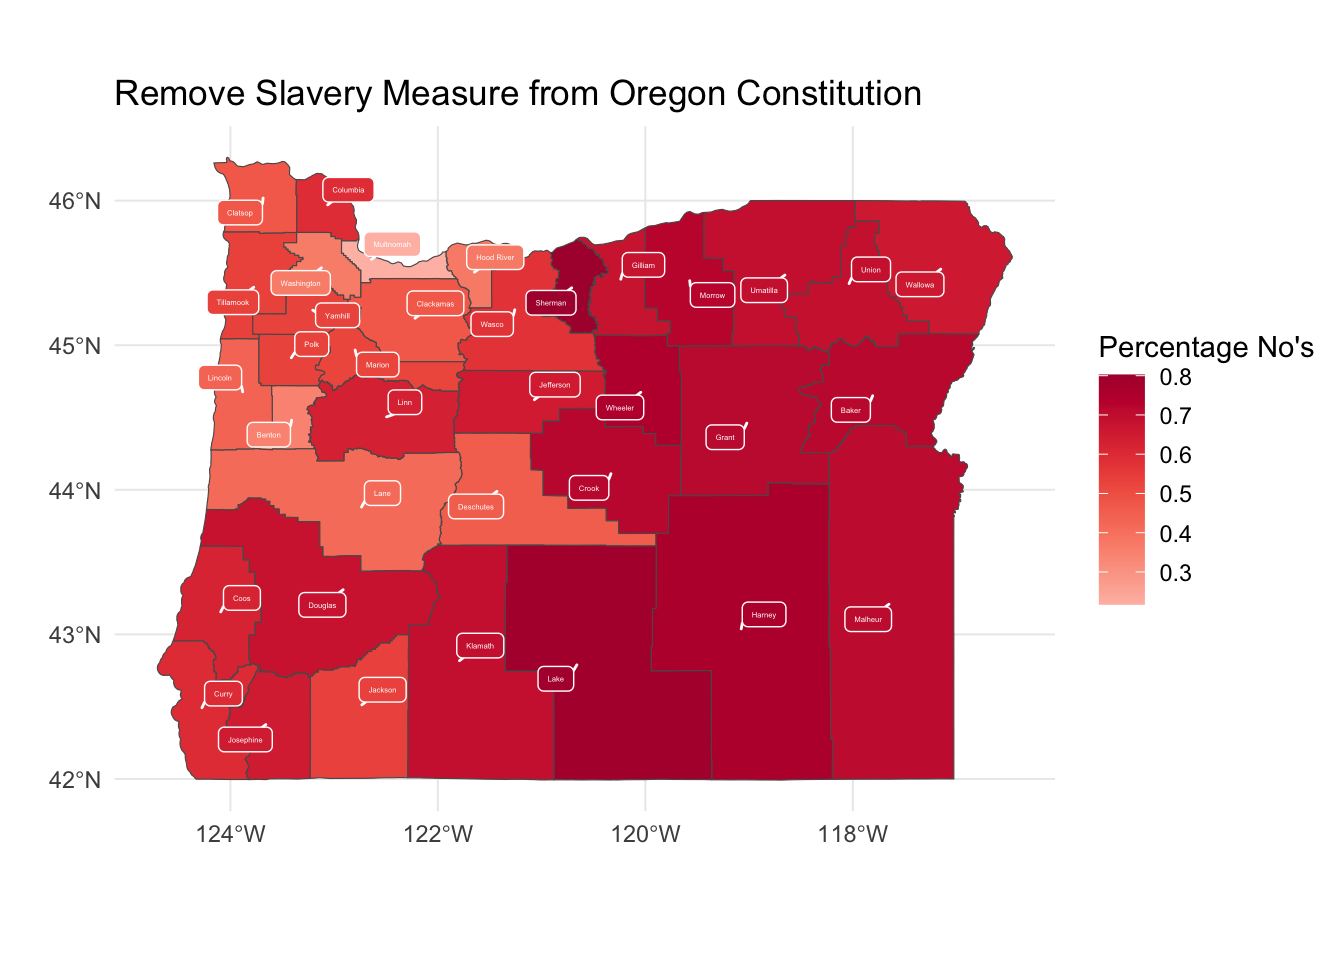 Remove Slavery Measure from Oregon Constitution
46°N
45°N
44°N
43°N
42°N
124°W
122°W
120°W
118°W
Columbia
Clatsop
Multnomah
Hood River
Washington
Tillamook
Yamhill
Clackamas
Wasco
Sherman
Gilliam
Morrow
Umatilla
Union
Wallowa
Polk
Marion
Lincoln
Linn
Jefferson
Wheeler
Benton
Grant
Baker
Lane
Deschutes
Crook
Coos
Douglas
Klamath
Lake
Harney
Malheur
Curry
Jackson
Josephine
Percentage No's
0.8
0.7
0.6
0.5
0.4
0.3